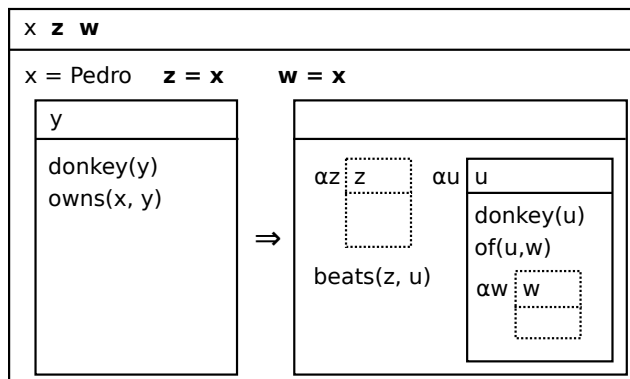 x z w
x = Pedro z = x w = x
y
donkey(y)
owns(x, y)
⇒
αz z
beats(z, u)
αu u
donkey(u)
of(u,w)
αw w